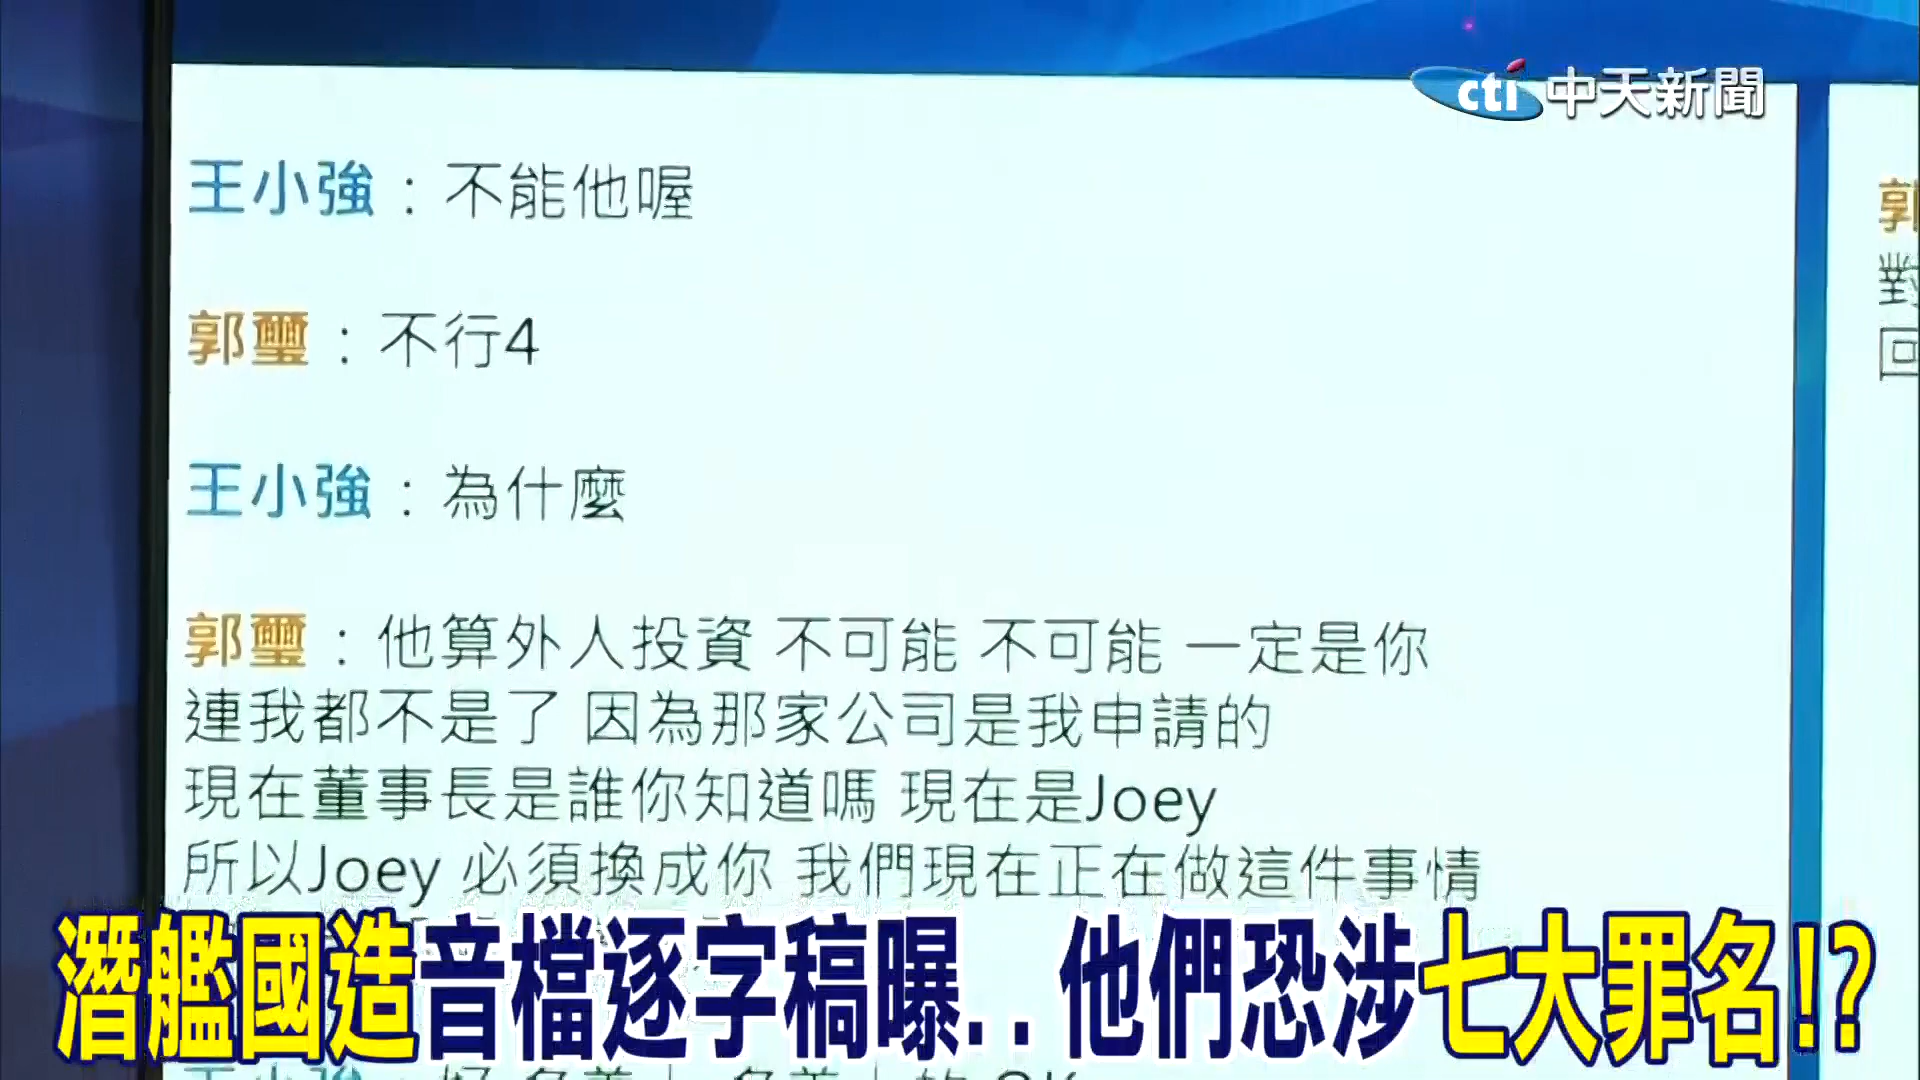 cti 中天新聞
王小強：不能他喔
郭璽：不行4
王小強：為什麼
郭璽：他算外人投資 不可能 不可能 一定是你
連我都不是了 因為那家公司是我申請的
現在董事長是誰你知道嗎 現在是Joey
所以Joey 必須換成你 我們現在正在做這件事情
郭
對
回
潛艦國造音檔逐字稿曝.. 他們恐涉七大罪名!?